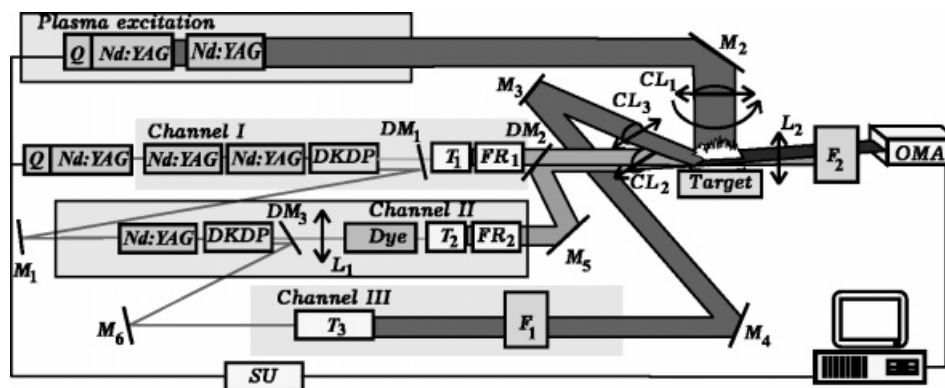 Plasma excitation
Q Nd:YAG Nd:YAG
M2
M3
CL1
CL3
L2
Channel I
DM1
DM2
Q Nd:YAG Nd:YAG Nd:YAG DKDP
T1 FR1
F2
OMA
CL2
Target
DM3
Channel II
Nd:YAG DKDP
Dye T2 FR2
M1
L1
M5
Channel III
M6
T3
F1
M4
SU